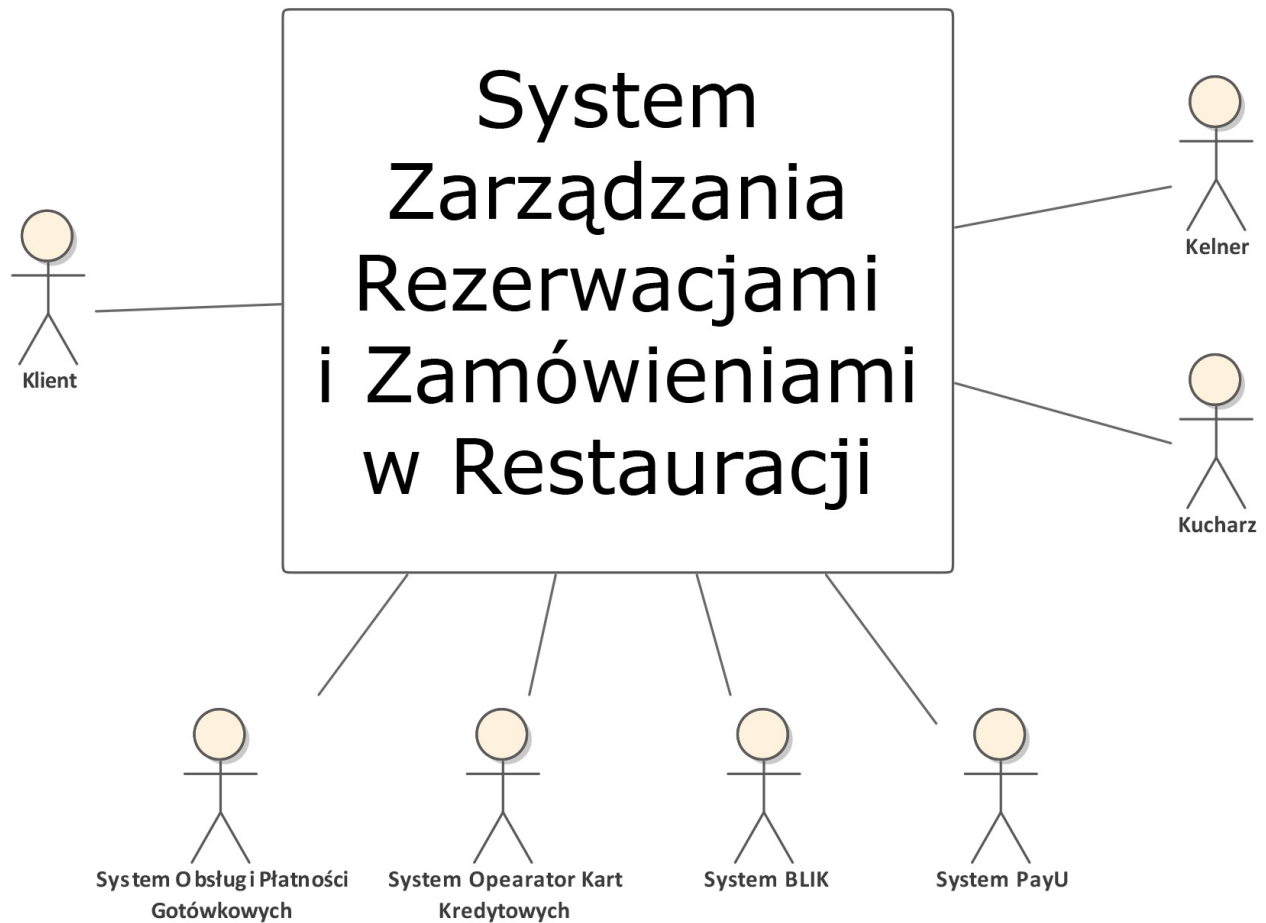 System
Zarządzania
Rezerwacjami
i Zamówieniami
w Restauracji
Kelner
Klient
Kucharz
System Obsługi Płatności
Gotówkowych
System Opearator Kart
Kredytowych
System BLIK
System PayU